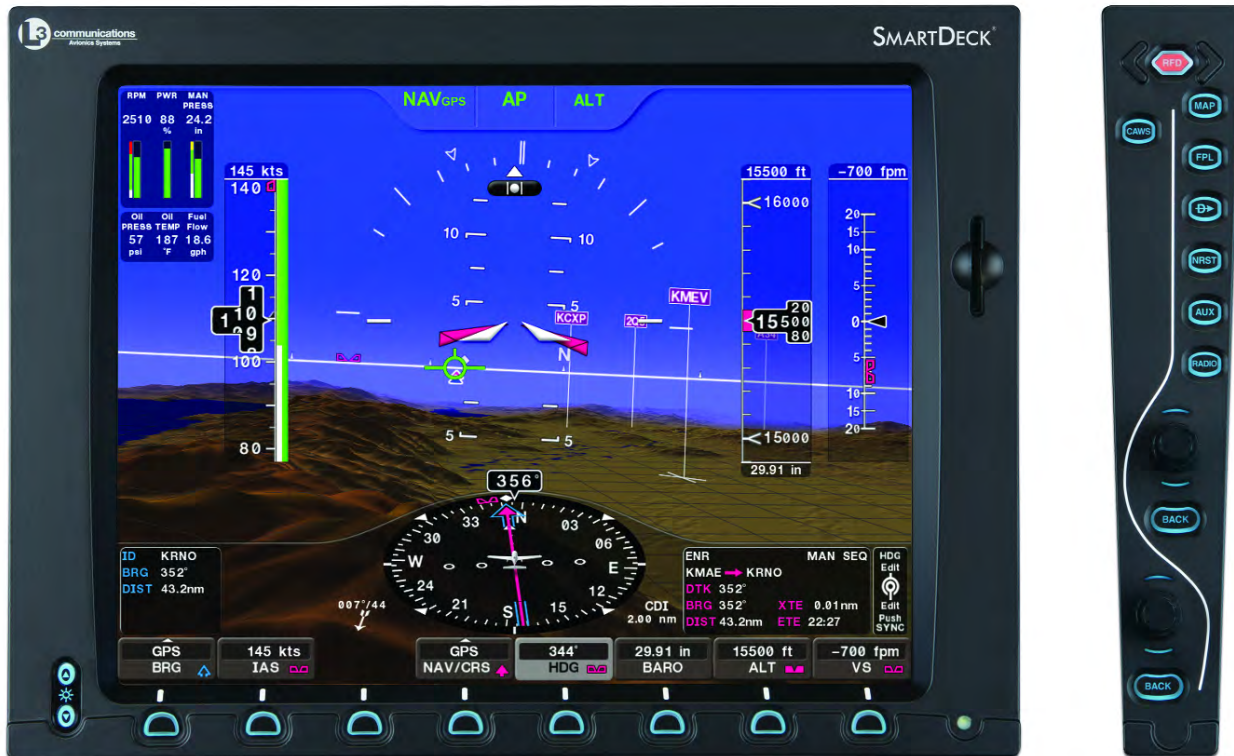 L3 communications
Avionics Systems
SMARTDECK®
RPM PWR MAN PRESS
2510 88 24.2
% in
Oil PRESS Oil TEMP Fuel Flow
57 187 18.6
psi °F gph
NAVGPS AP ALT
145 kts
140
120
100
80
10 10
5 5
5 5
KCXP
2Q5
KMEV
N
15500 ft
16000
15500
20
80
15000
29.91 in
-700 fpm
20
15
10
5
0
5
10
15
20
356°
33 N 03
30 06
W E
24 12
21 S 15
ID KRNO
BRG 352°
DIST 43.2nm
007°/44
CDI
2.00 nm
ENR MAN SEQ
KMAE → KRNO
DTK 352°
BRG 352° XTE 0.01nm
DIST 43.2nm ETE 22:27
HDG
Edit
Edit
Push
SYNC
GPS 145 kts GPS 344° 29.91 in 15500 ft -700 fpm
BRG IAS NAV/CRS HDG BARO ALT VS
RFD
MAP
CAWS
FPL
D
NRST
AUX
RADIO
BACK
BACK